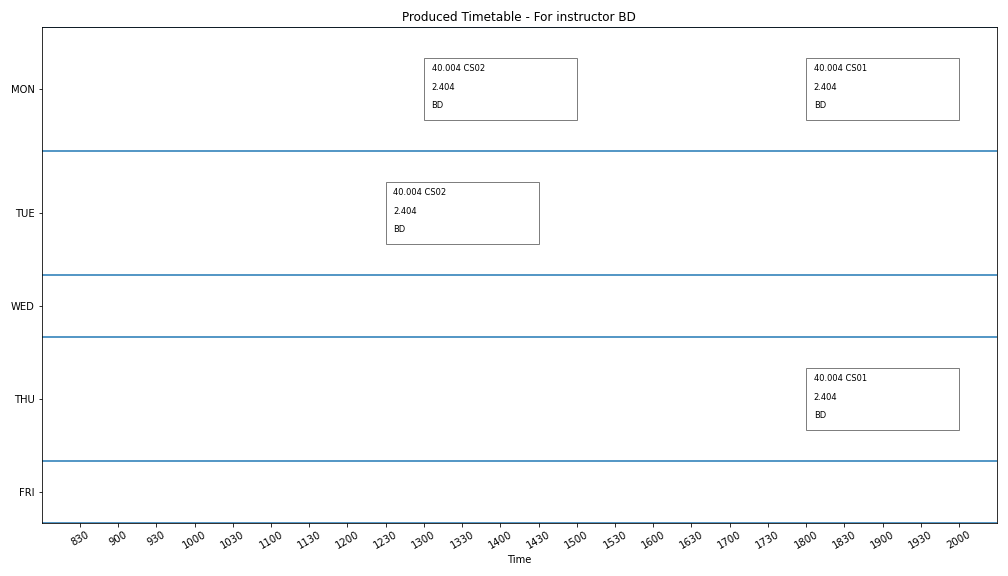 Produced Timetable - For instructor BD
MON
40.004 CS02
2.404
BD
40.004 CS01
2.404
BD
TUE
40.004 CS02
2.404
BD
WED
THU
40.004 CS01
2.404
BD
FRI
830 900 930 1000 1030 1100 1130 1200 1230 1300 1330 1400 1430 1500 1530 1600 1630 1700 1730 1800 1830 1900 1930 2000
Time